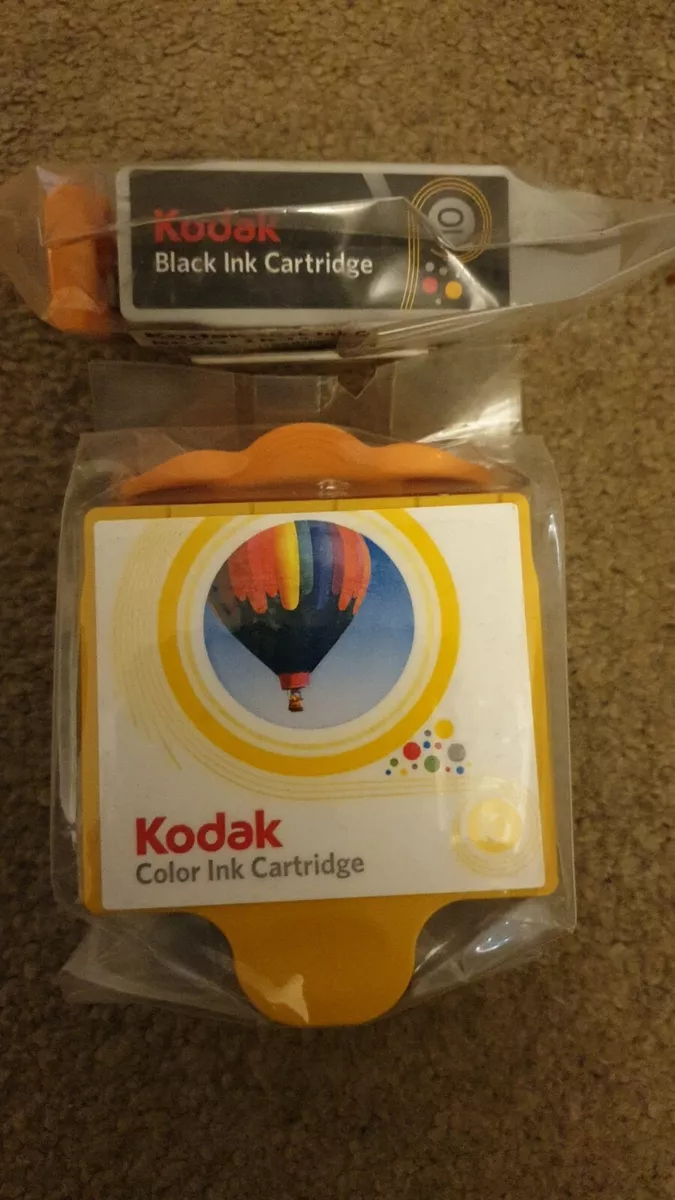 Kodak
Black Ink Cartridge
10
Kodak
Color Ink Cartridge